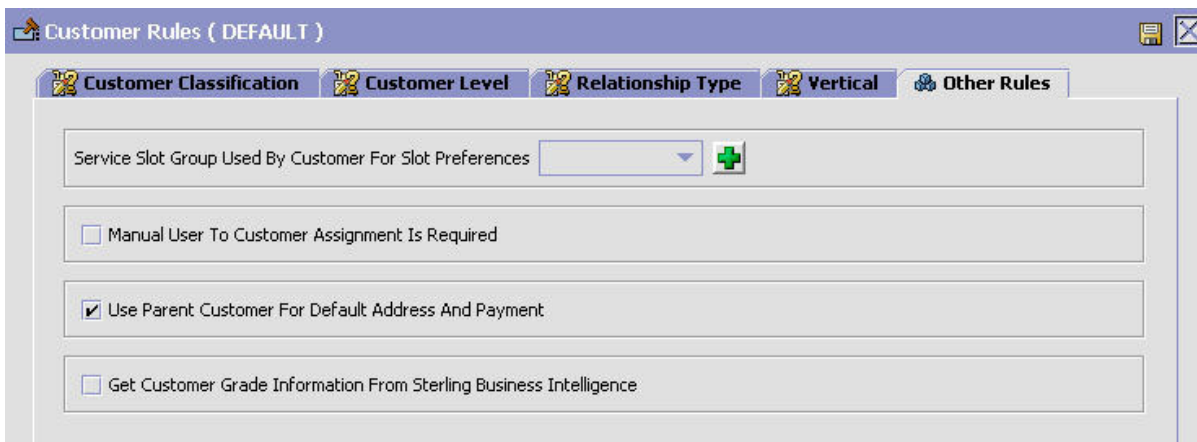 Customer Rules ( DEFAULT )
Customer Classification Customer Level Relationship Type Vertical Other Rules
Service Slot Group Used By Customer For Slot Preferences
Manual User To Customer Assignment Is Required
Use Parent Customer For Default Address And Payment
Get Customer Grade Information From Sterling Business Intelligence